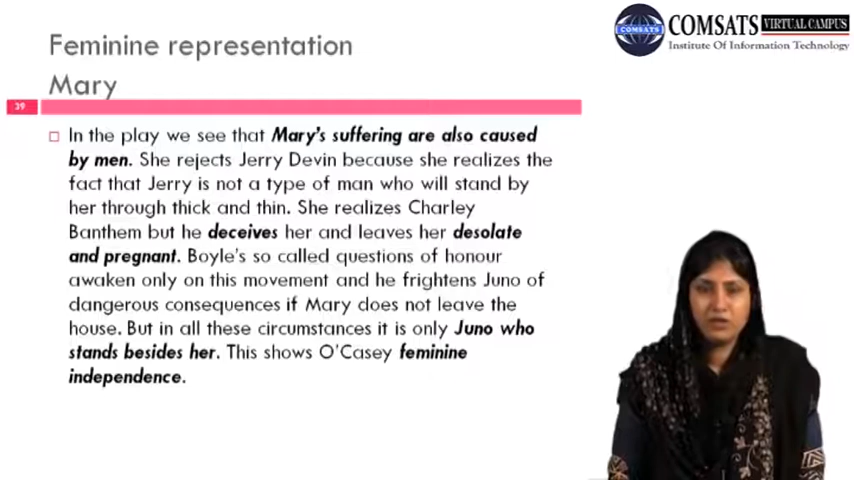 Feminine representation
Mary
39
In the play we see that Mary's suffering are also caused
by men. She rejects Jerry Devin because she realizes the
fact that Jerry is not a type of man who will stand by
her through thick and thin. She realizes Charley
Banthem but he deceives her and leaves her desolate
and pregnant. Boyle's so called questions of honour
awaken only on this movement and he frightens Juno of
dangerous consequences if Mary does not leave the
house. But in all these circumstances it is only Juno who
stands besides her. This shows O'Casey feminine
independence.
COMSATS
COMSATS VIRTUAL CAMPUS
Institute Of Information Technology